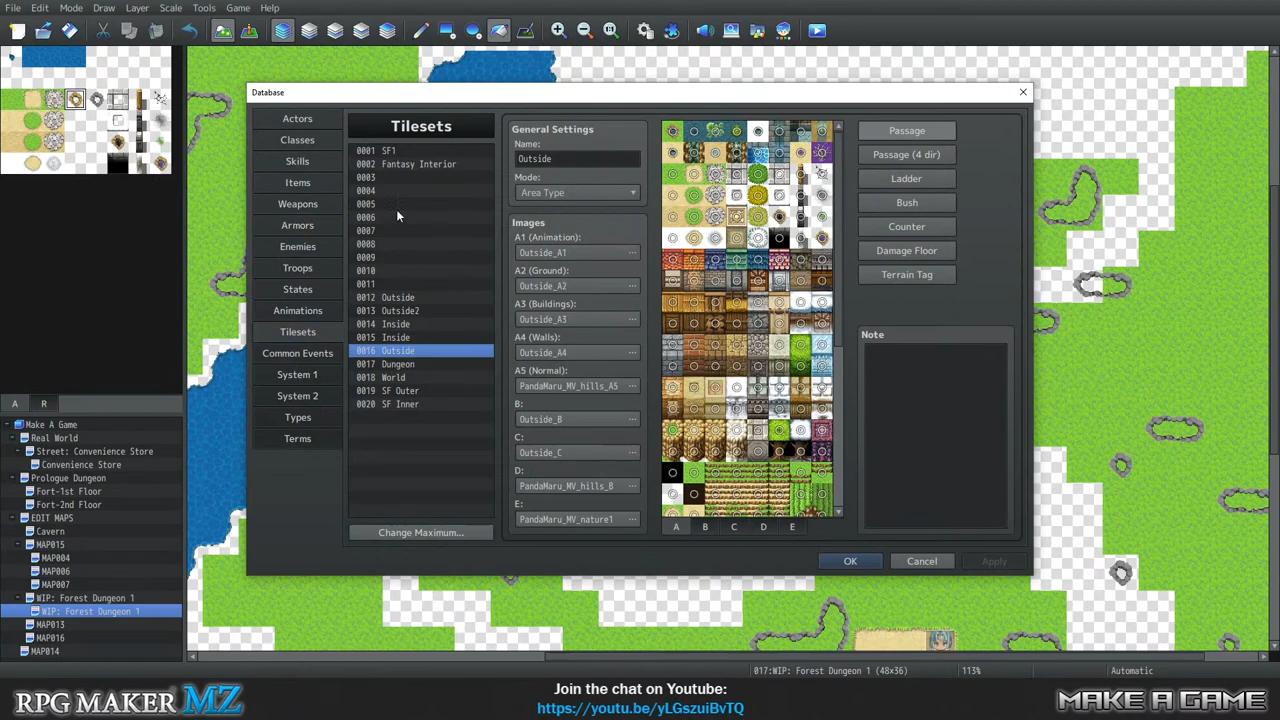 File Edit Mode Draw Layer Scale Tools Game Help
Database
Actors
Classes
Skills
Items
Weapons
Armors
Enemies
Troops
States
Animations
Tilesets
Common Events
System 1
System 2
Types
Terms
Tilesets
0001 SF1
0002 Fantasy Interior
0003
0004
0005
0006
0007
0008
0009
0010
0011
0012 Outside
0013 Outside2
0014 Inside
0015 Inside
0016 Outside
0017 Dungeon
0018 World
0019 SF Outer
0020 SF Inner
Change Maximum...
General Settings
Name:
Outside
Mode:
Area Type
Images
A1 (Animation):
Outside_A1 ...
A2 (Ground):
Outside_A2 ...
A3 (Buildings):
Outside_A3 ...
A4 (Walls):
Outside_A4 ...
A5 (Normal):
PandaMaru_MV_hills_A5 ...
B:
Outside_B ...
C:
Outside_C ...
D:
PandaMaru_MV_hills_B ...
E:
PandaMaru_MV_nature1 ...
A B C D E
Passage
Passage (4 dir)
Ladder
Bush
Counter
Damage Floor
Terrain Tag
Note
OK Cancel Apply
A R
Make A Game
Real World
Street: Convenience Store
Convenience Store
Prologue Dungeon
Fort-1st Floor
Fort-2nd Floor
EDIT MAPS
Cavern
MAP015
MAP004
MAP006
MAP007
WIP: Forest Dungeon 1
WIP: Forest Dungeon 1
MAP013
MAP016
MAP014
017:WIP: Forest Dungeon 1 (48x36) 113% Automatic
RPG MAKER MZ
Join the chat on Youtube:
https://youtu.be/yLGszuiBvTQ
MAKE A GAME